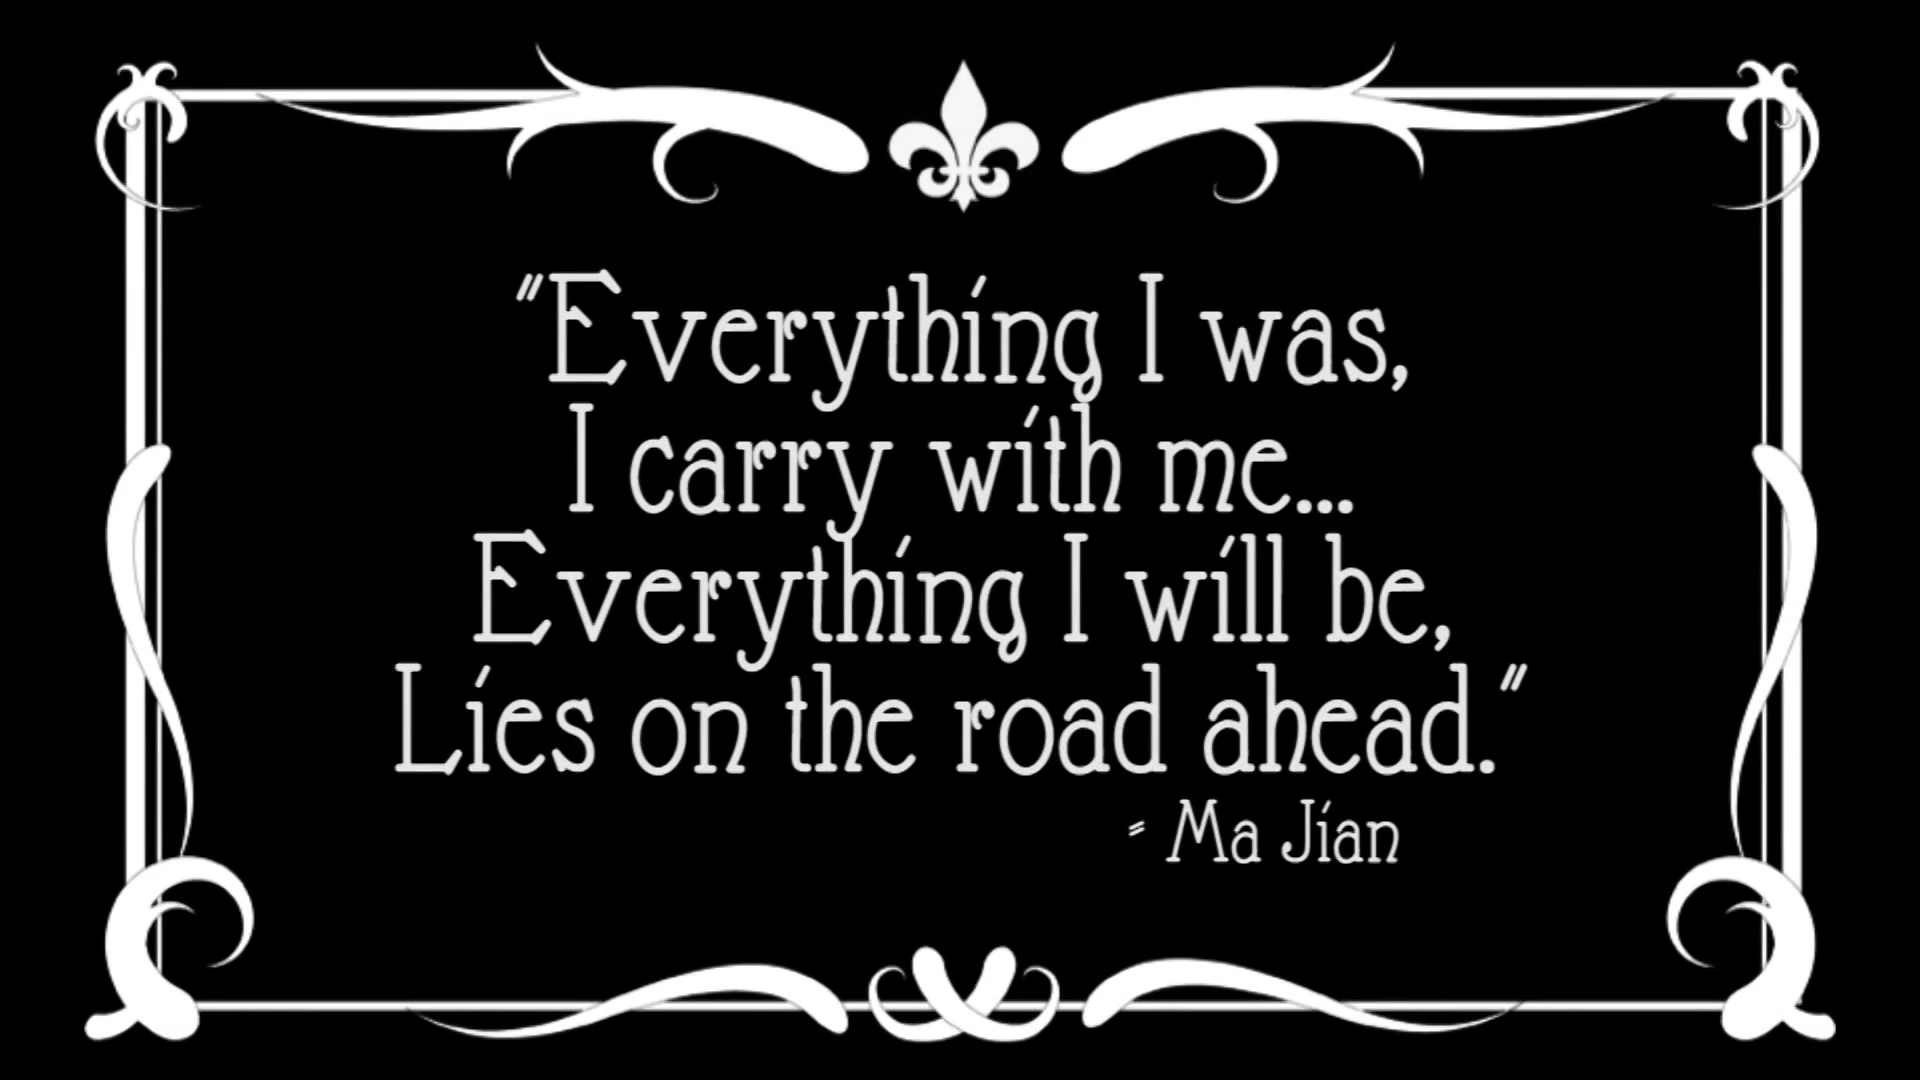 "Everything I was,
I carry with me...
Everything I will be,
Lies on the road ahead."
- Ma Jian